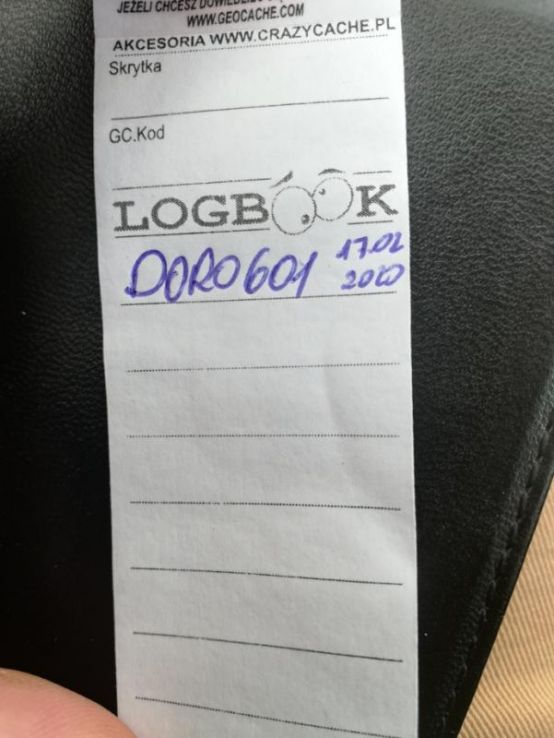 JEŻELI CHCESZ
WWW.GEOCACHE.COM
AKCESORIA WWW.CRAZYCACHE.PL
Skrytka
GC.Kod
LOGBOOK
DORO601 17.02
2020